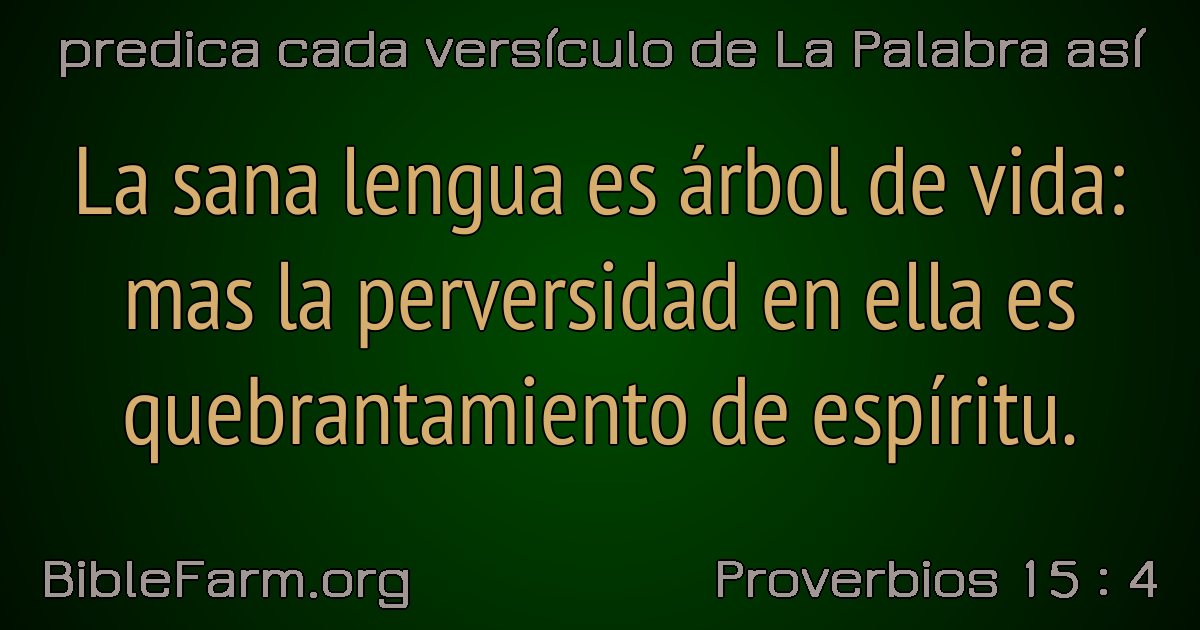 predica cada versículo de La Palabra así
La sana lengua es árbol de vida:
mas la perversidad en ella es
quebrantamiento de espíritu.
BibleFarm.org
Proverbios 15 : 4